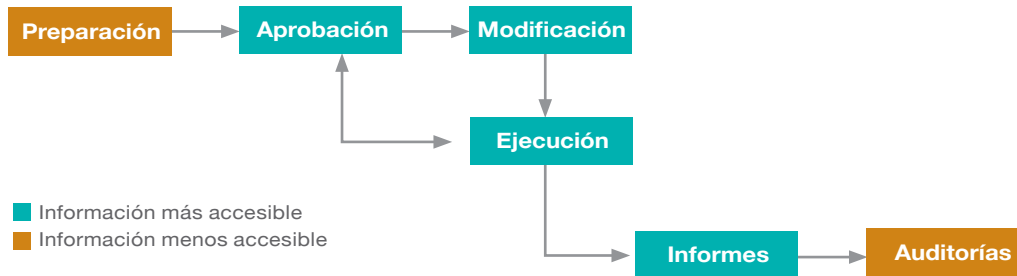 Preparación
Aprobación
Modificación
Ejecución
Información más accesible
Información menos accesible
Informes
Auditorías